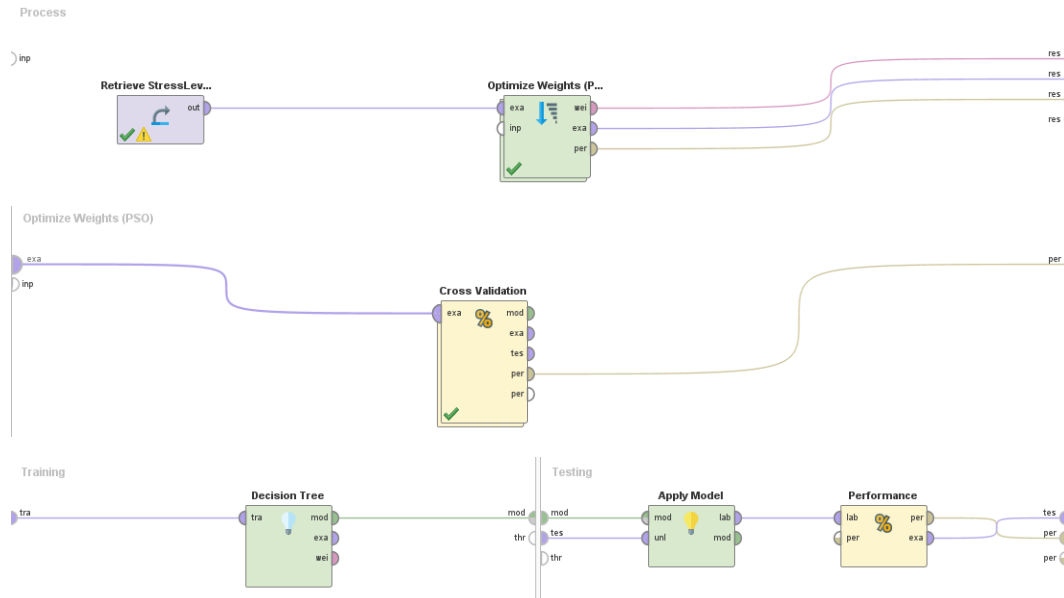 Process
inp
res
res
res
res
Retrieve StressLev...
out
Optimize Weights (P...
exa
inp
wei
exa
per
Optimize Weights (PSO)
exa
inp
per
Cross Validation
exa
mod
exa
tes
per
per
Training
tra
Decision Tree
tra
mod
exa
wei
mod
thr
Testing
mod
tes
thr
Apply Model
mod
unl
lab
mod
Performance
lab
per
per
exa
tes
per
per